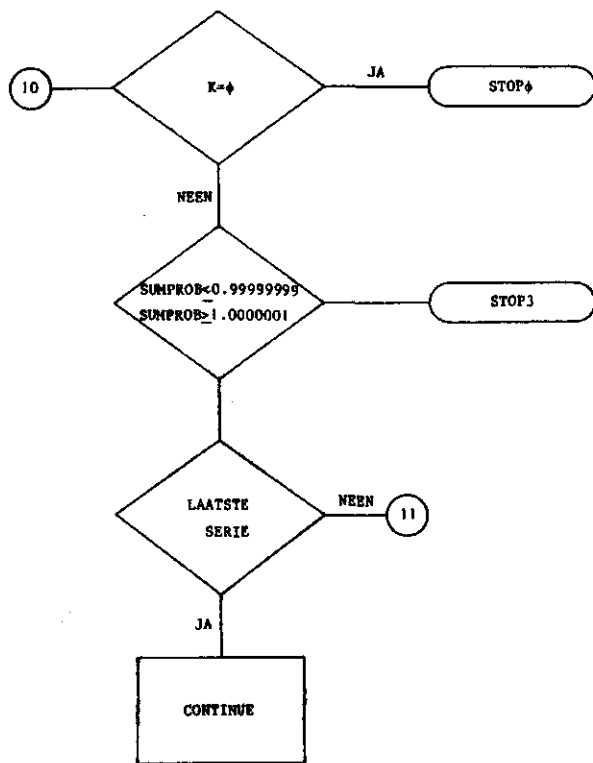 10
K=ϕ
JA
STOPϕ
NEEN
SUMPROB≤0.99999999
SUMPROB≥1.0000001
STOP3
LAATSTE
SERIE
NEEN
11
JA
CONTINUE